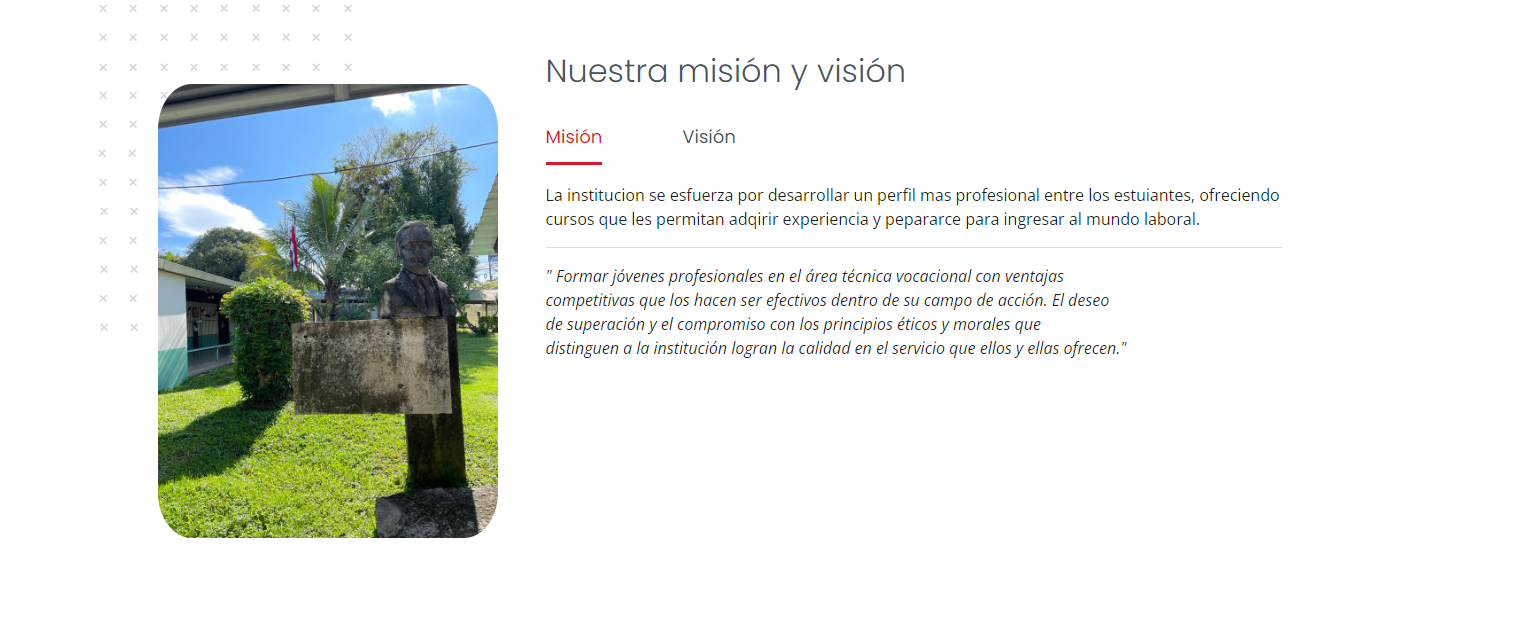 Nuestra misión y visión
Misión Visión
La institucion se esfuerza por desarrollar un perfil mas profesional entre los estuiantes, ofreciendo
cursos que les permitan adqirir experiencia y pepararce para ingresar al mundo laboral.
" Formar jóvenes profesionales en el área técnica vocacional con ventajas
competitivas que los hacen ser efectivos dentro de su campo de acción. El deseo
de superación y el compromiso con los principios éticos y morales que
distinguen a la institución logran la calidad en el servicio que ellos y ellas ofrecen."